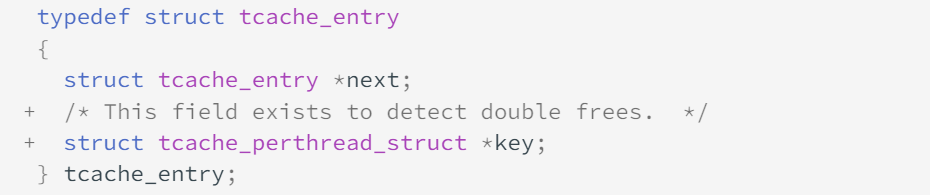 typedef struct tcache_entry
{
  struct tcache_entry *next;
+  /* This field exists to detect double frees.  */
+  struct tcache_perthread_struct *key;
} tcache_entry;